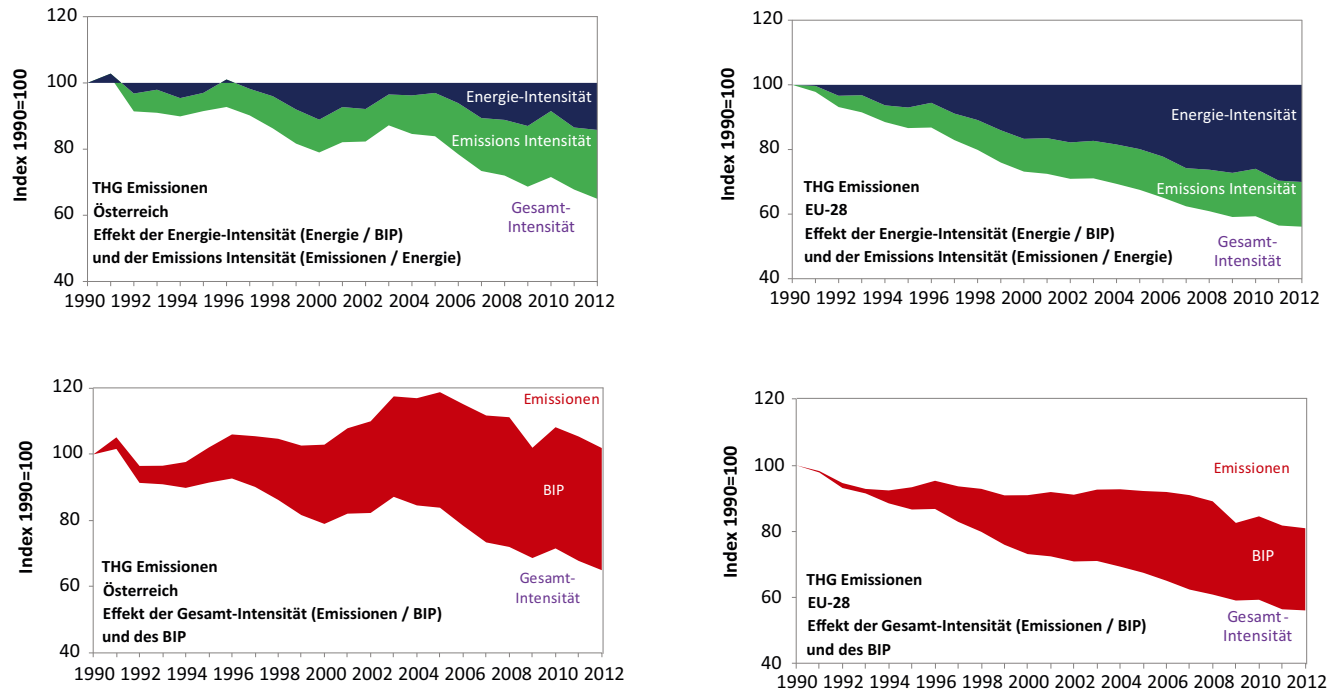 120
100
80
60
40
Index 1990=100
Energie-Intensität
Emissions Intensität
THG Emissionen
Österreich
Effekt der Energie-Intensität (Energie / BIP)
und der Emissions Intensität (Emissionen / Energie)
Gesamt-
Intensität
1990 1992 1994 1996 1998 2000 2002 2004 2006 2008 2010 2012
120
100
80
60
40
Index 1990=100
Energie-Intensität
Emissions Intensität
THG Emissionen
EU-28
Effekt der Energie-Intensität (Energie / BIP)
und der Emissions Intensität (Emissionen / Energie)
Gesamt-
Intensität
1990 1992 1994 1996 1998 2000 2002 2004 2006 2008 2010 2012
120
100
80
60
40
Index 1990=100
Emissionen
BIP
THG Emissionen
Österreich
Effekt der Gesamt-Intensität (Emissionen / BIP)
und des BIP
Gesamt-
Intensität
1990 1992 1994 1996 1998 2000 2002 2004 2006 2008 2010 2012
120
100
80
60
40
Index 1990=100
Emissionen
BIP
THG Emissionen
EU-28
Effekt der Gesamt-Intensität (Emissionen / BIP)
und des BIP
Gesamt-
Intensität
1990 1992 1994 1996 1998 2000 2002 2004 2006 2008 2010 2012